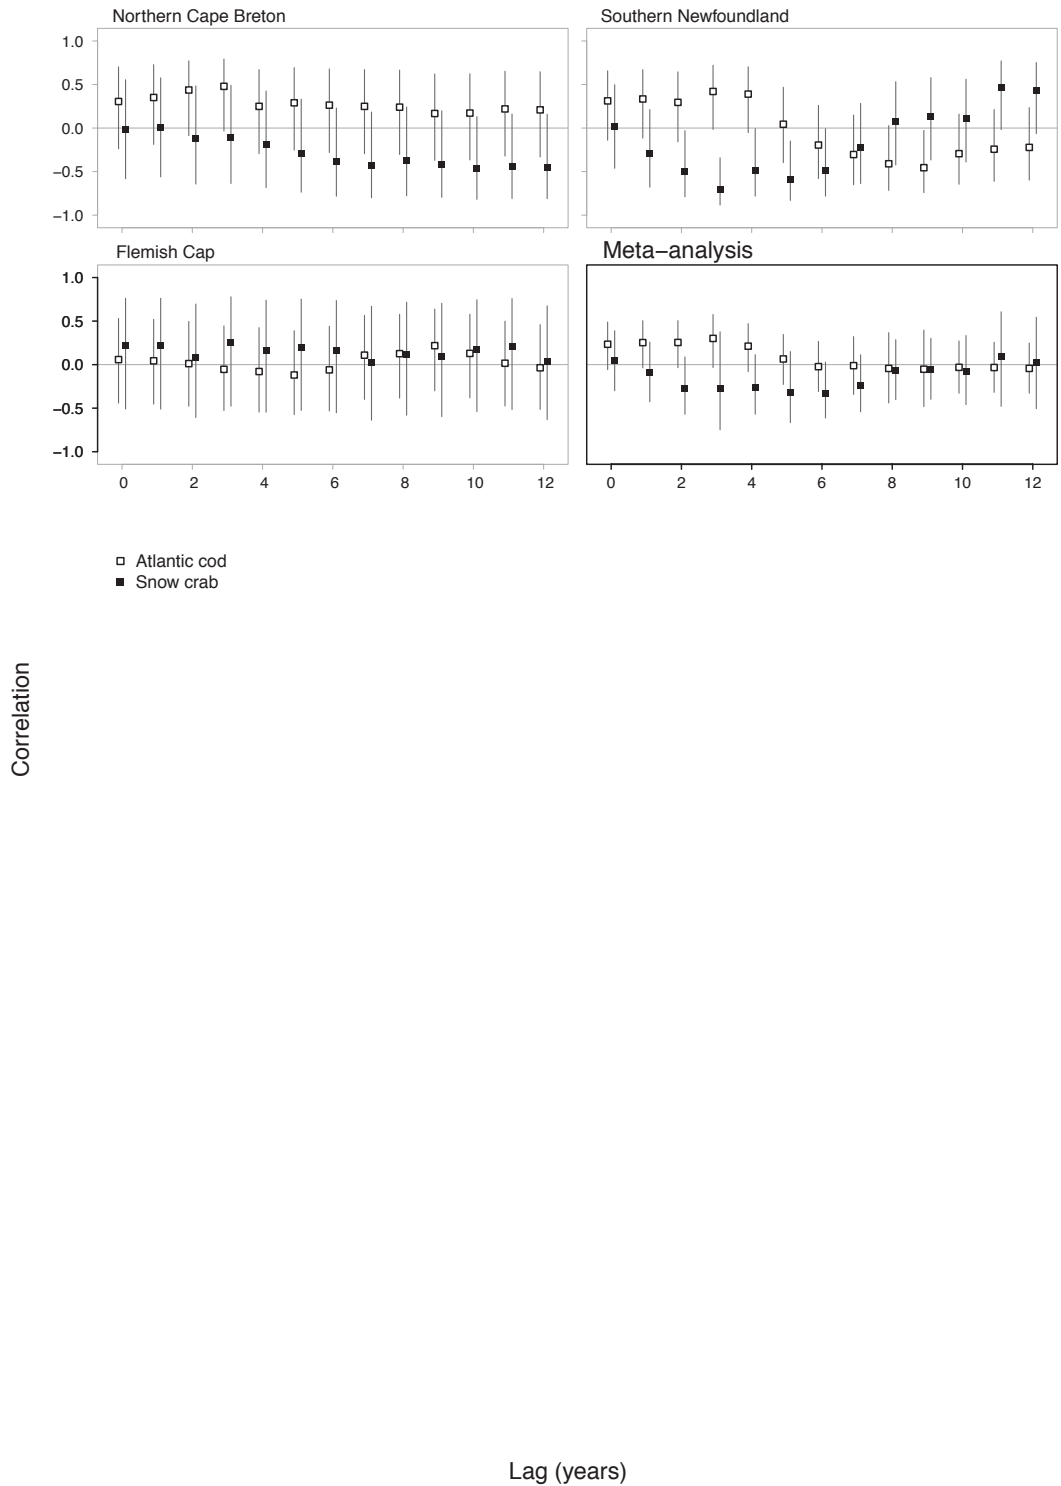 Northern Cape Breton
Southern Newfoundland
1.0
0.5
0.0
−0.5
−1.0
Flemish Cap
Meta−analysis
1.0
0.5
0.0
−0.5
−1.0
0 2 4 6 8 10 12
0 2 4 6 8 10 12
Atlantic cod
Snow crab
Correlation
Lag (years)